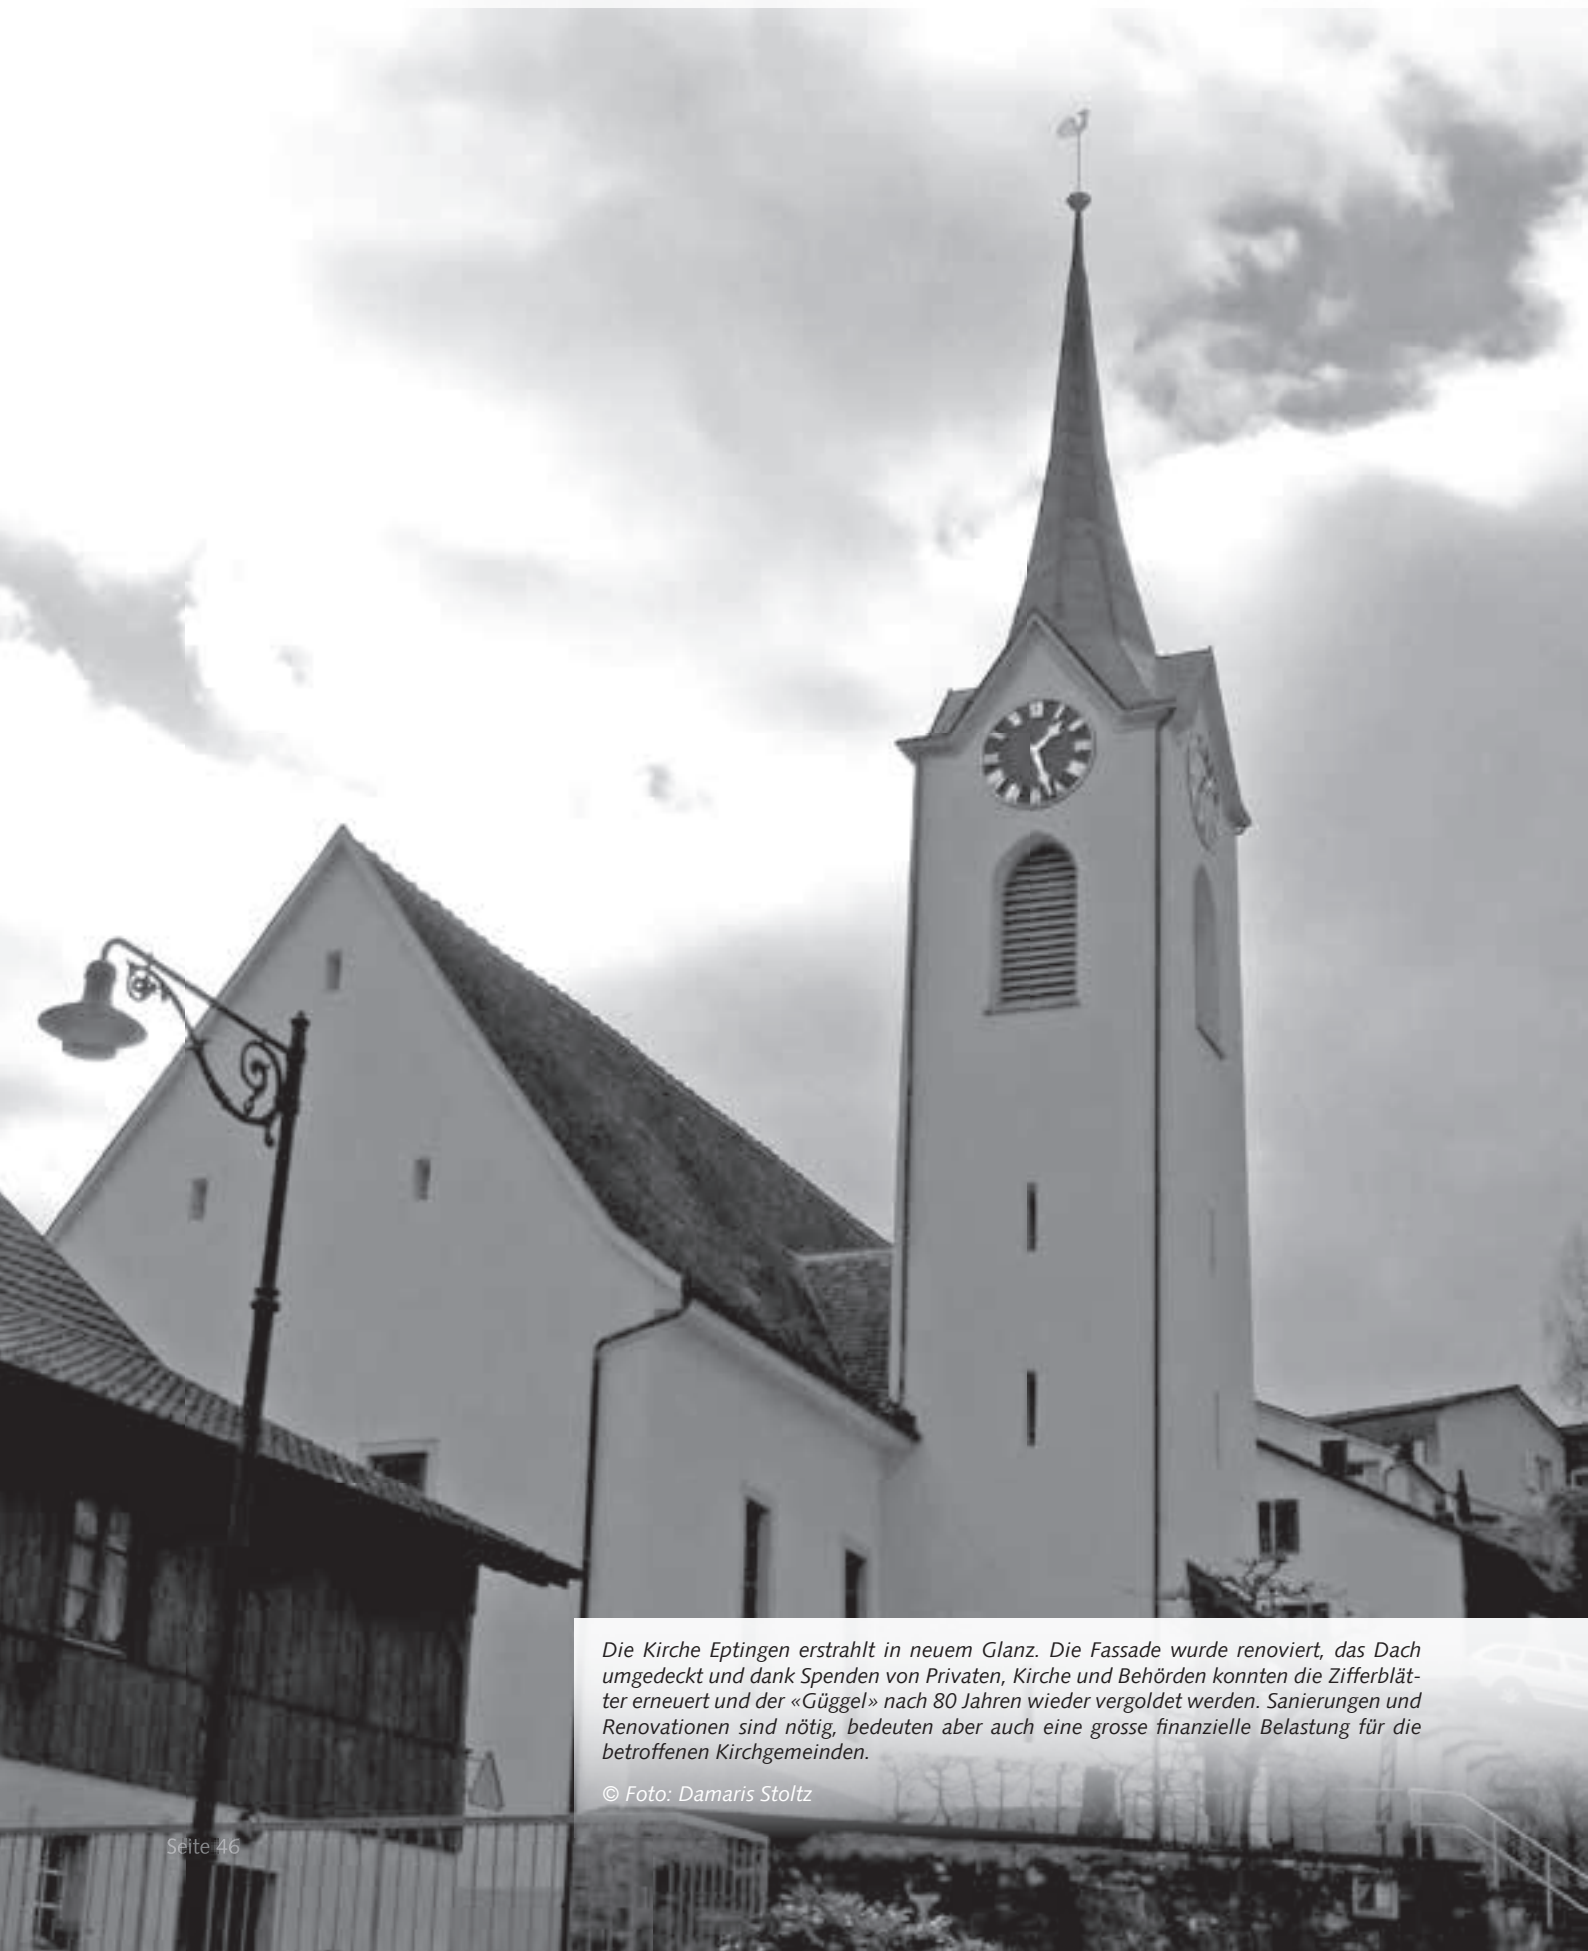 Die Kirche Eptingen erstrahlt in neuem Glanz. Die Fassade wurde renoviert, das Dach
umgedeckt und dank Spenden von Privaten, Kirche und Behörden konnten die Zifferblät-
ter erneuert und der «Güggel» nach 80 Jahren wieder vergoldet werden. Sanierungen und
Renovationen sind nötig, bedeuten aber auch eine grosse finanzielle Belastung für die
betroffenen Kirchgemeinden.
© Foto: Damaris Stoltz
Seite 46